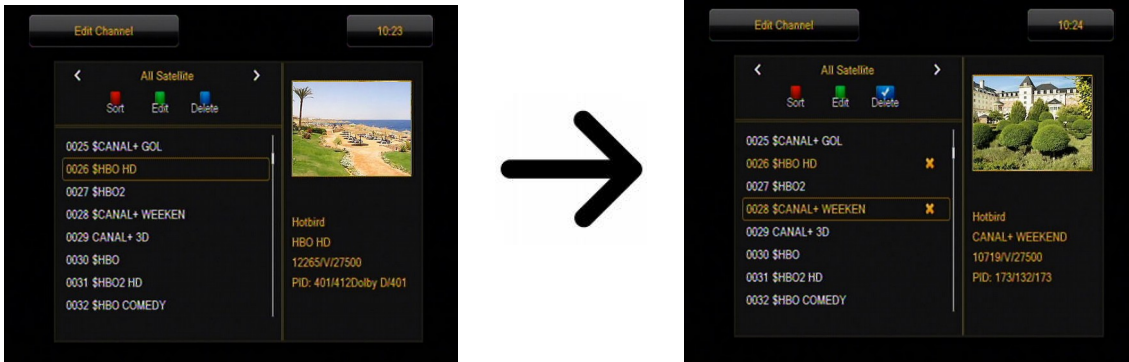 Edit Channel
10:23
All Satellite
Sort Edit Delete
0025 $CANAL+ GOL
0026 $HBO HD
0027 $HBO2
0028 $CANAL+ WEEKEN
0029 CANAL+ 3D
0030 $HBO
0031 $HBO2 HD
0032 $HBO COMEDY
Hotbird
HBO HD
12265/V/27500
PID: 401/412Dolby D/401
Edit Channel
10:24
All Satellite
Sort Edit Delete
0025 $CANAL+ GOL
0026 $HBO HD
0027 $HBO2
0028 $CANAL+ WEEKEN
0029 CANAL+ 3D
0030 $HBO
0031 $HBO2 HD
0032 $HBO COMEDY
Hotbird
CANAL+ WEEKEND
10719/V/27500
PID: 173/132/173